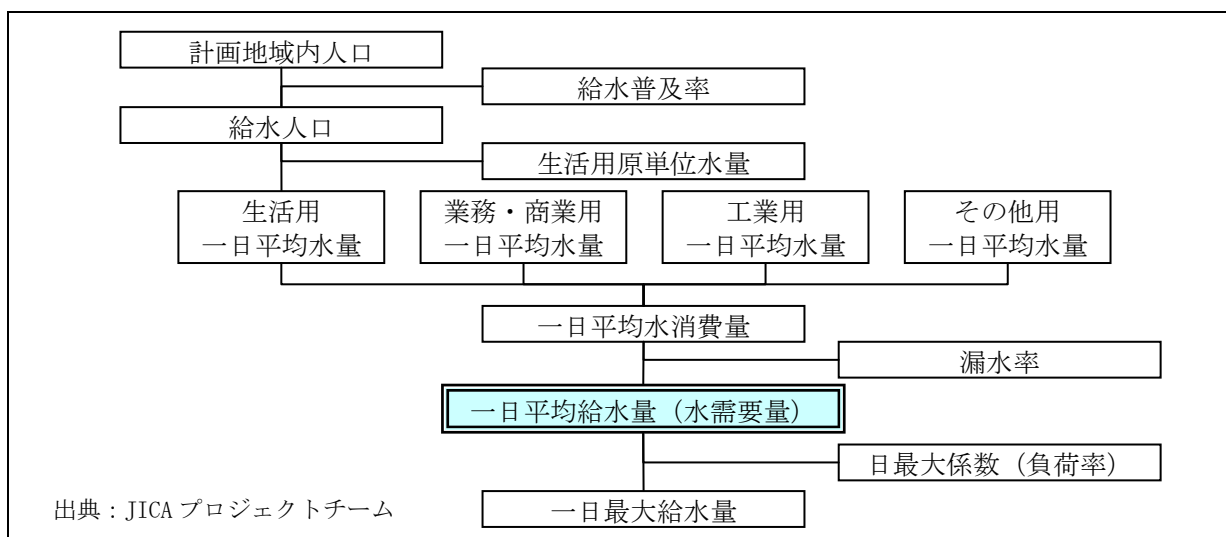 計画地域内人口
給水普及率
給水人口
生活用原単位水量
生活用
一日平均水量
業務・商業用
一日平均水量
工業用
一日平均水量
その他用
一日平均水量
一日平均水消費量
漏水率
一日平均給水量（水需要量）
日最大係数（負荷率）
一日最大給水量
出典：JICA プロジェクトチーム